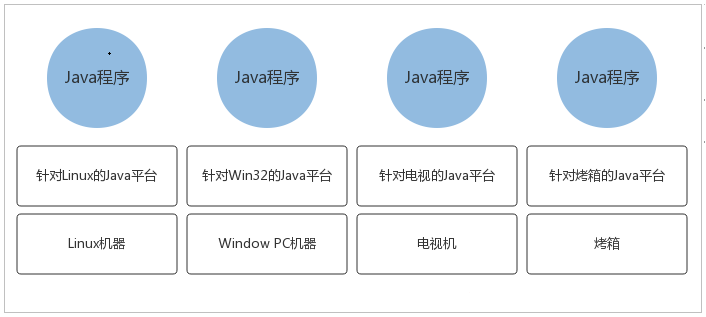 Java程序
Java程序
Java程序
Java程序
针对Linux的Java平台
针对Win32的Java平台
针对电视的Java平台
针对烤箱的Java平台
Linux机器
Window PC机器
电视机
烤箱